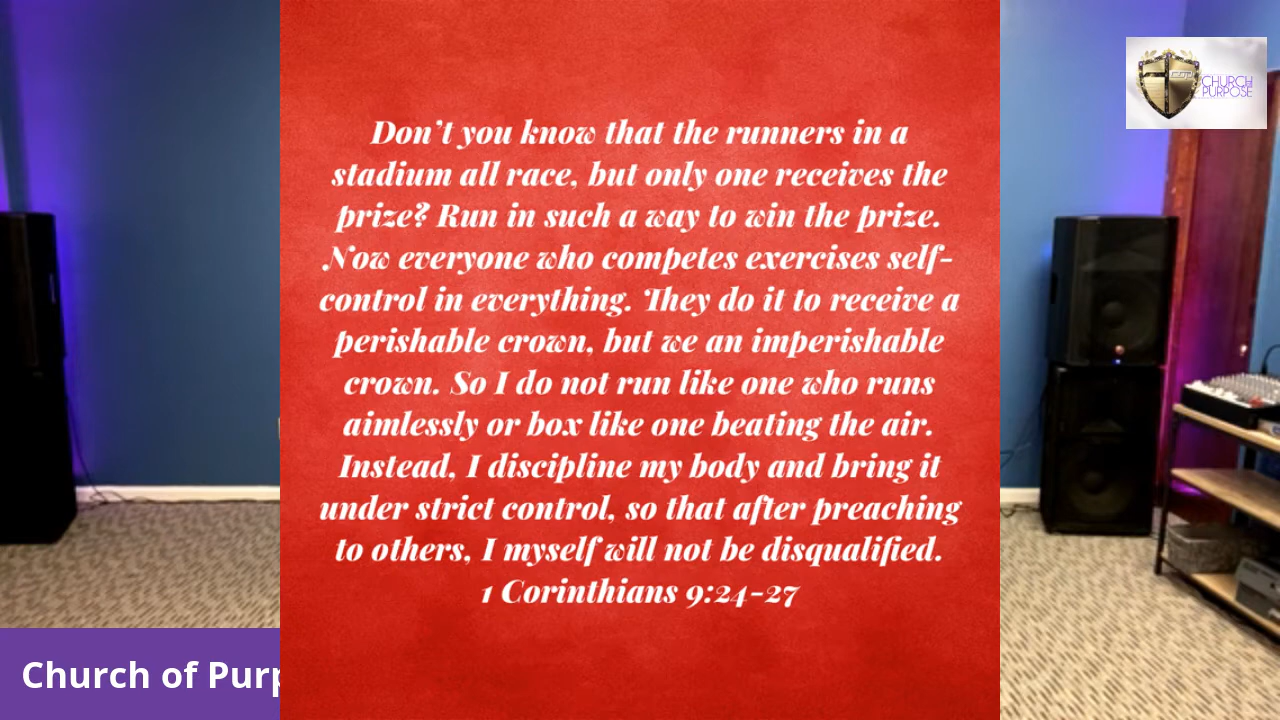 Don't you know that the runners in a
stadium all race, but only one receives the
prize? Run in such a way to win the prize.
Now everyone who competes exercises self-
control in everything. They do it to receive a
perishable crown, but we an imperishable
crown. So I do not run like one who runs
aimlessly or box like one beating the air.
Instead, I discipline my body and bring it
under strict control, so that after preaching
to others, I myself will not be disqualified.
1 Corinthians 9:24-27
CHURCH
PURPOSE
Church of Purp